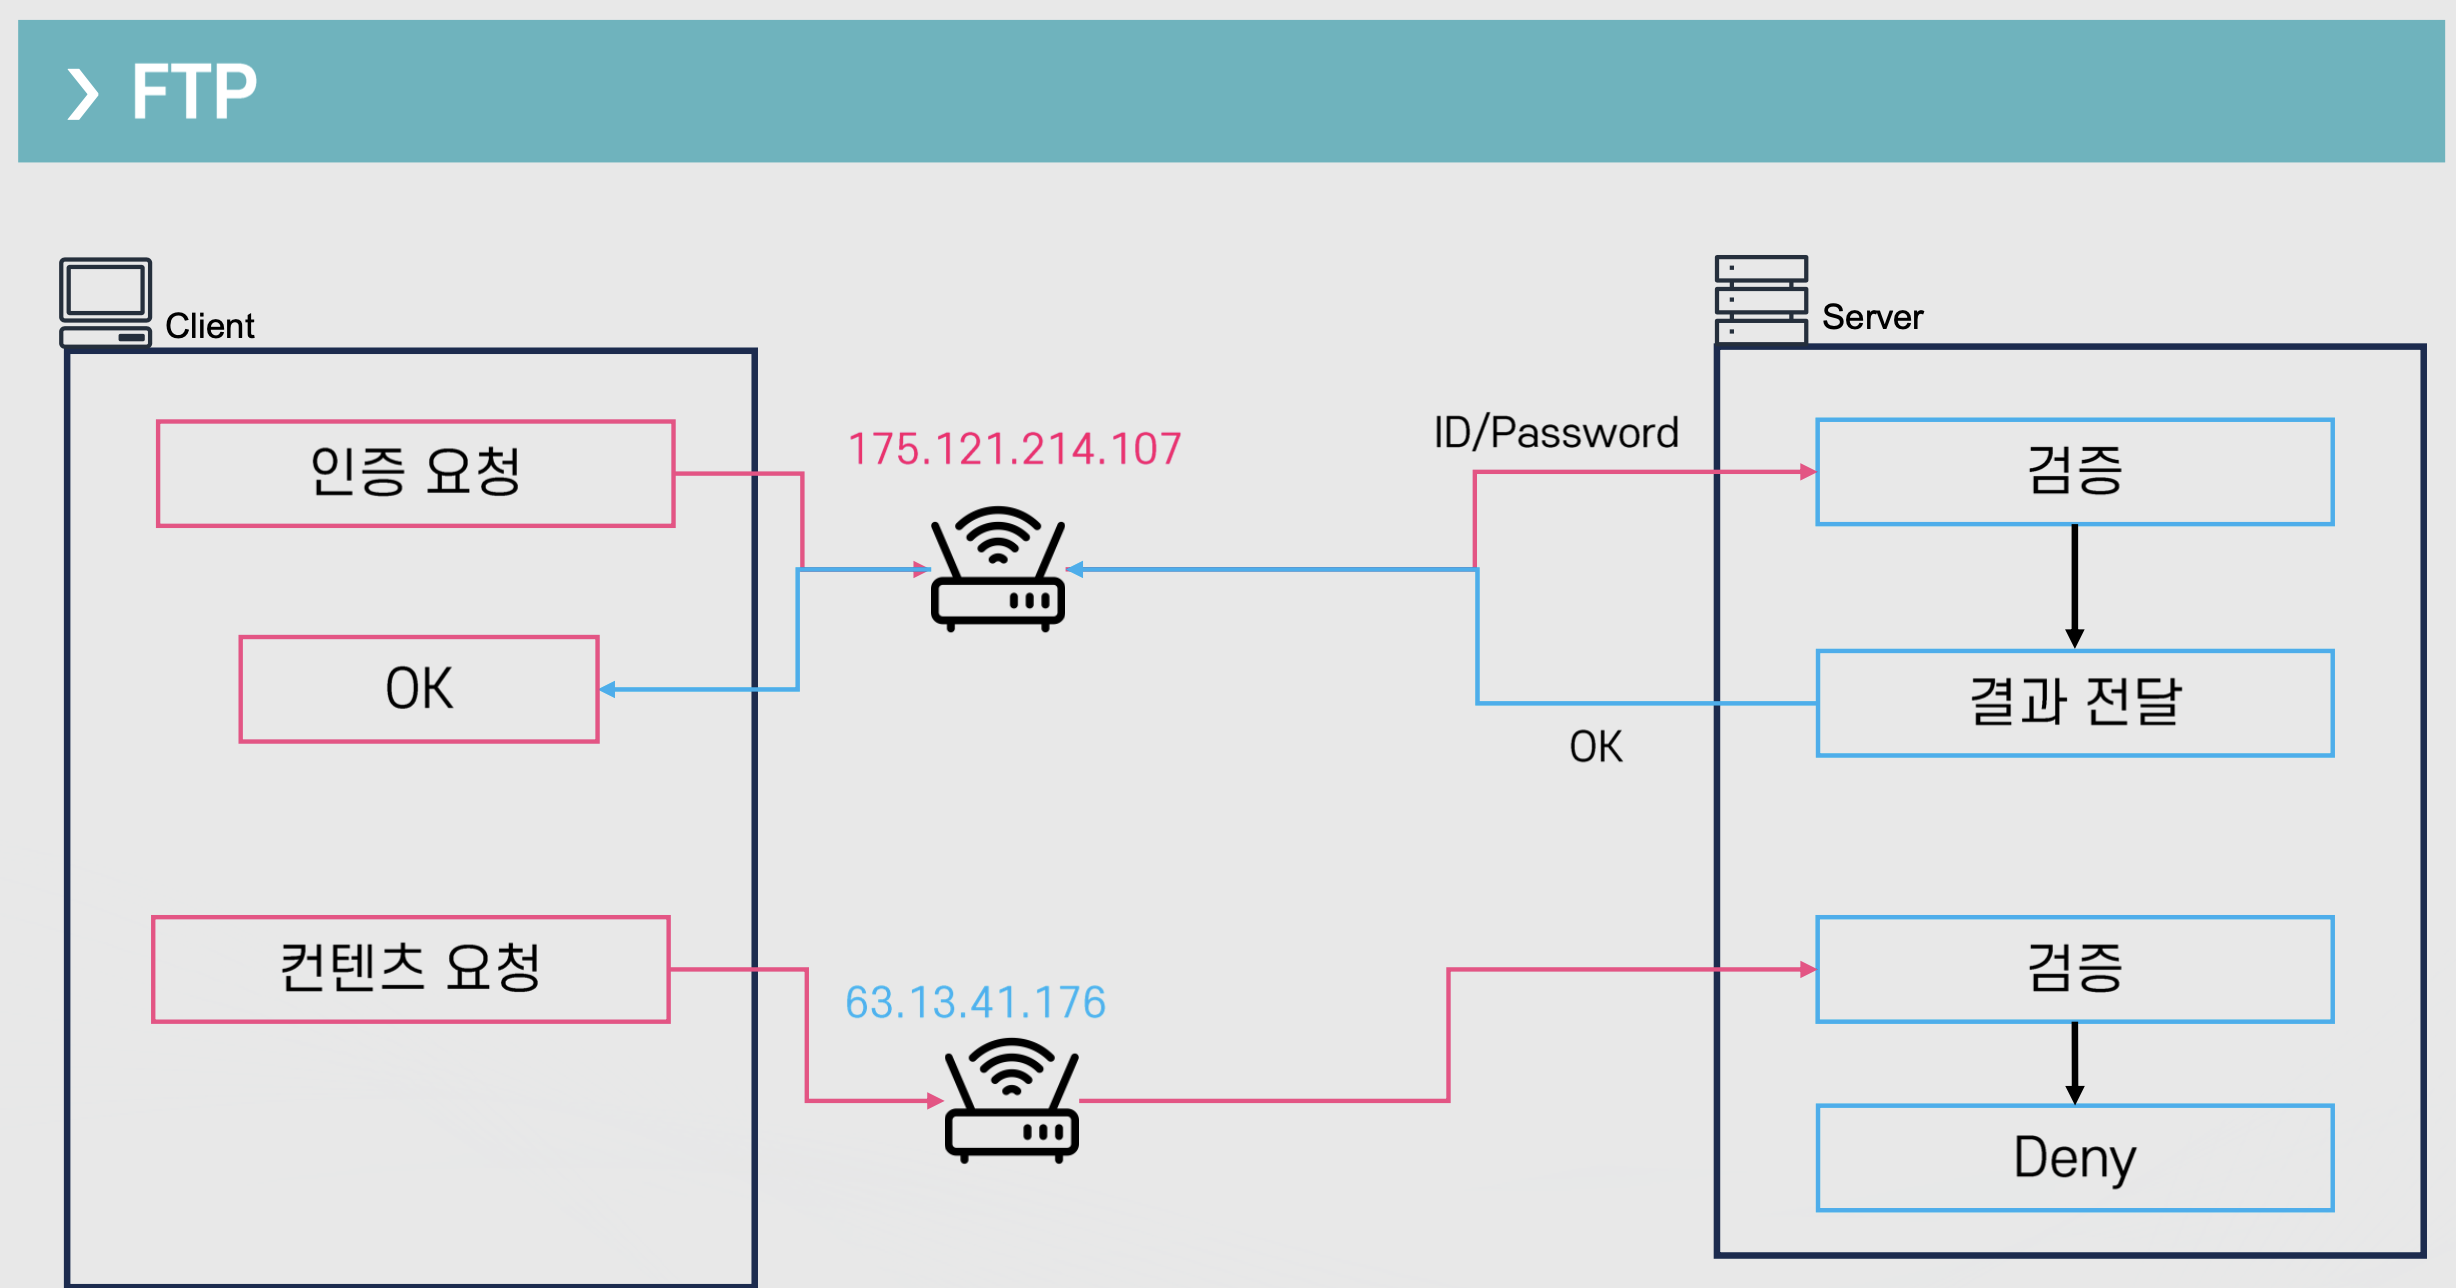 FTP
Client
Server
인증 요청
175.121.214.107
ID/Password
검증
OK
결과 전달
OK
컨텐츠 요청
63.13.41.176
검증
Deny